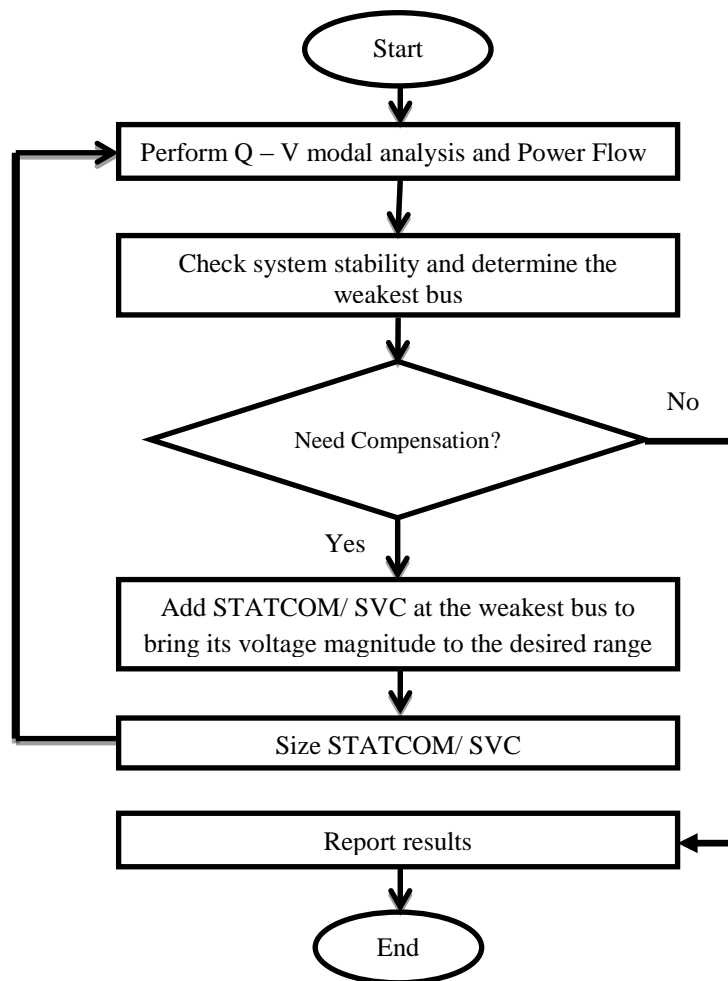 Start
Perform Q – V modal analysis and Power Flow
Check system stability and determine the
weakest bus
No
Need Compensation?
Yes
Add STATCOM/ SVC at the weakest bus to
bring its voltage magnitude to the desired range
Size STATCOM/ SVC
Report results
End